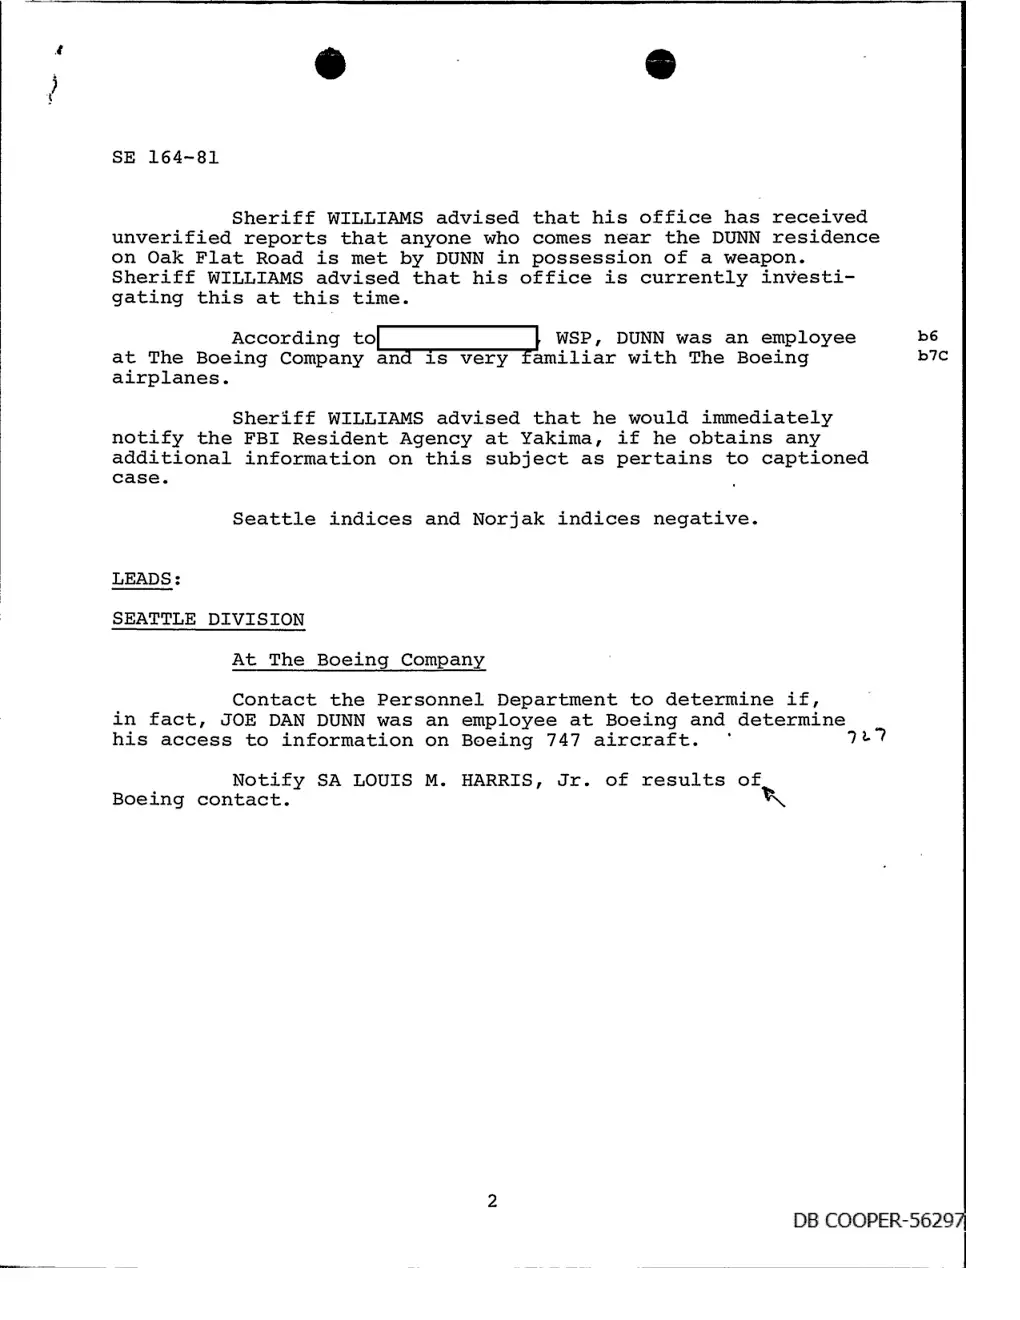 SE 164-81
Sheriff WILLIAMS advised that his office has received
unverified reports that anyone who comes near the DUNN residence
on Oak Flat Road is met by DUNN in possession of a weapon.
Sheriff WILLIAMS advised that his office is currently investi-
gating this at this time.
According to , WSP, DUNN was an employee b6
at The Boeing Company and is very familiar with The Boeing b7C
airplanes.
Sheriff WILLIAMS advised that he would immediately
notify the FBI Resident Agency at Yakima, if he obtains any
additional information on this subject as pertains to captioned
case.
Seattle indices and Norjak indices negative.
LEADS:
SEATTLE DIVISION
At The Boeing Company
Contact the Personnel Department to determine if,
in fact, JOE DAN DUNN was an employee at Boeing and determine
his access to information on Boeing 747 aircraft. 727
Notify SA LOUIS M. HARRIS, Jr. of results of
Boeing contact.
2
DB COOPER-56297